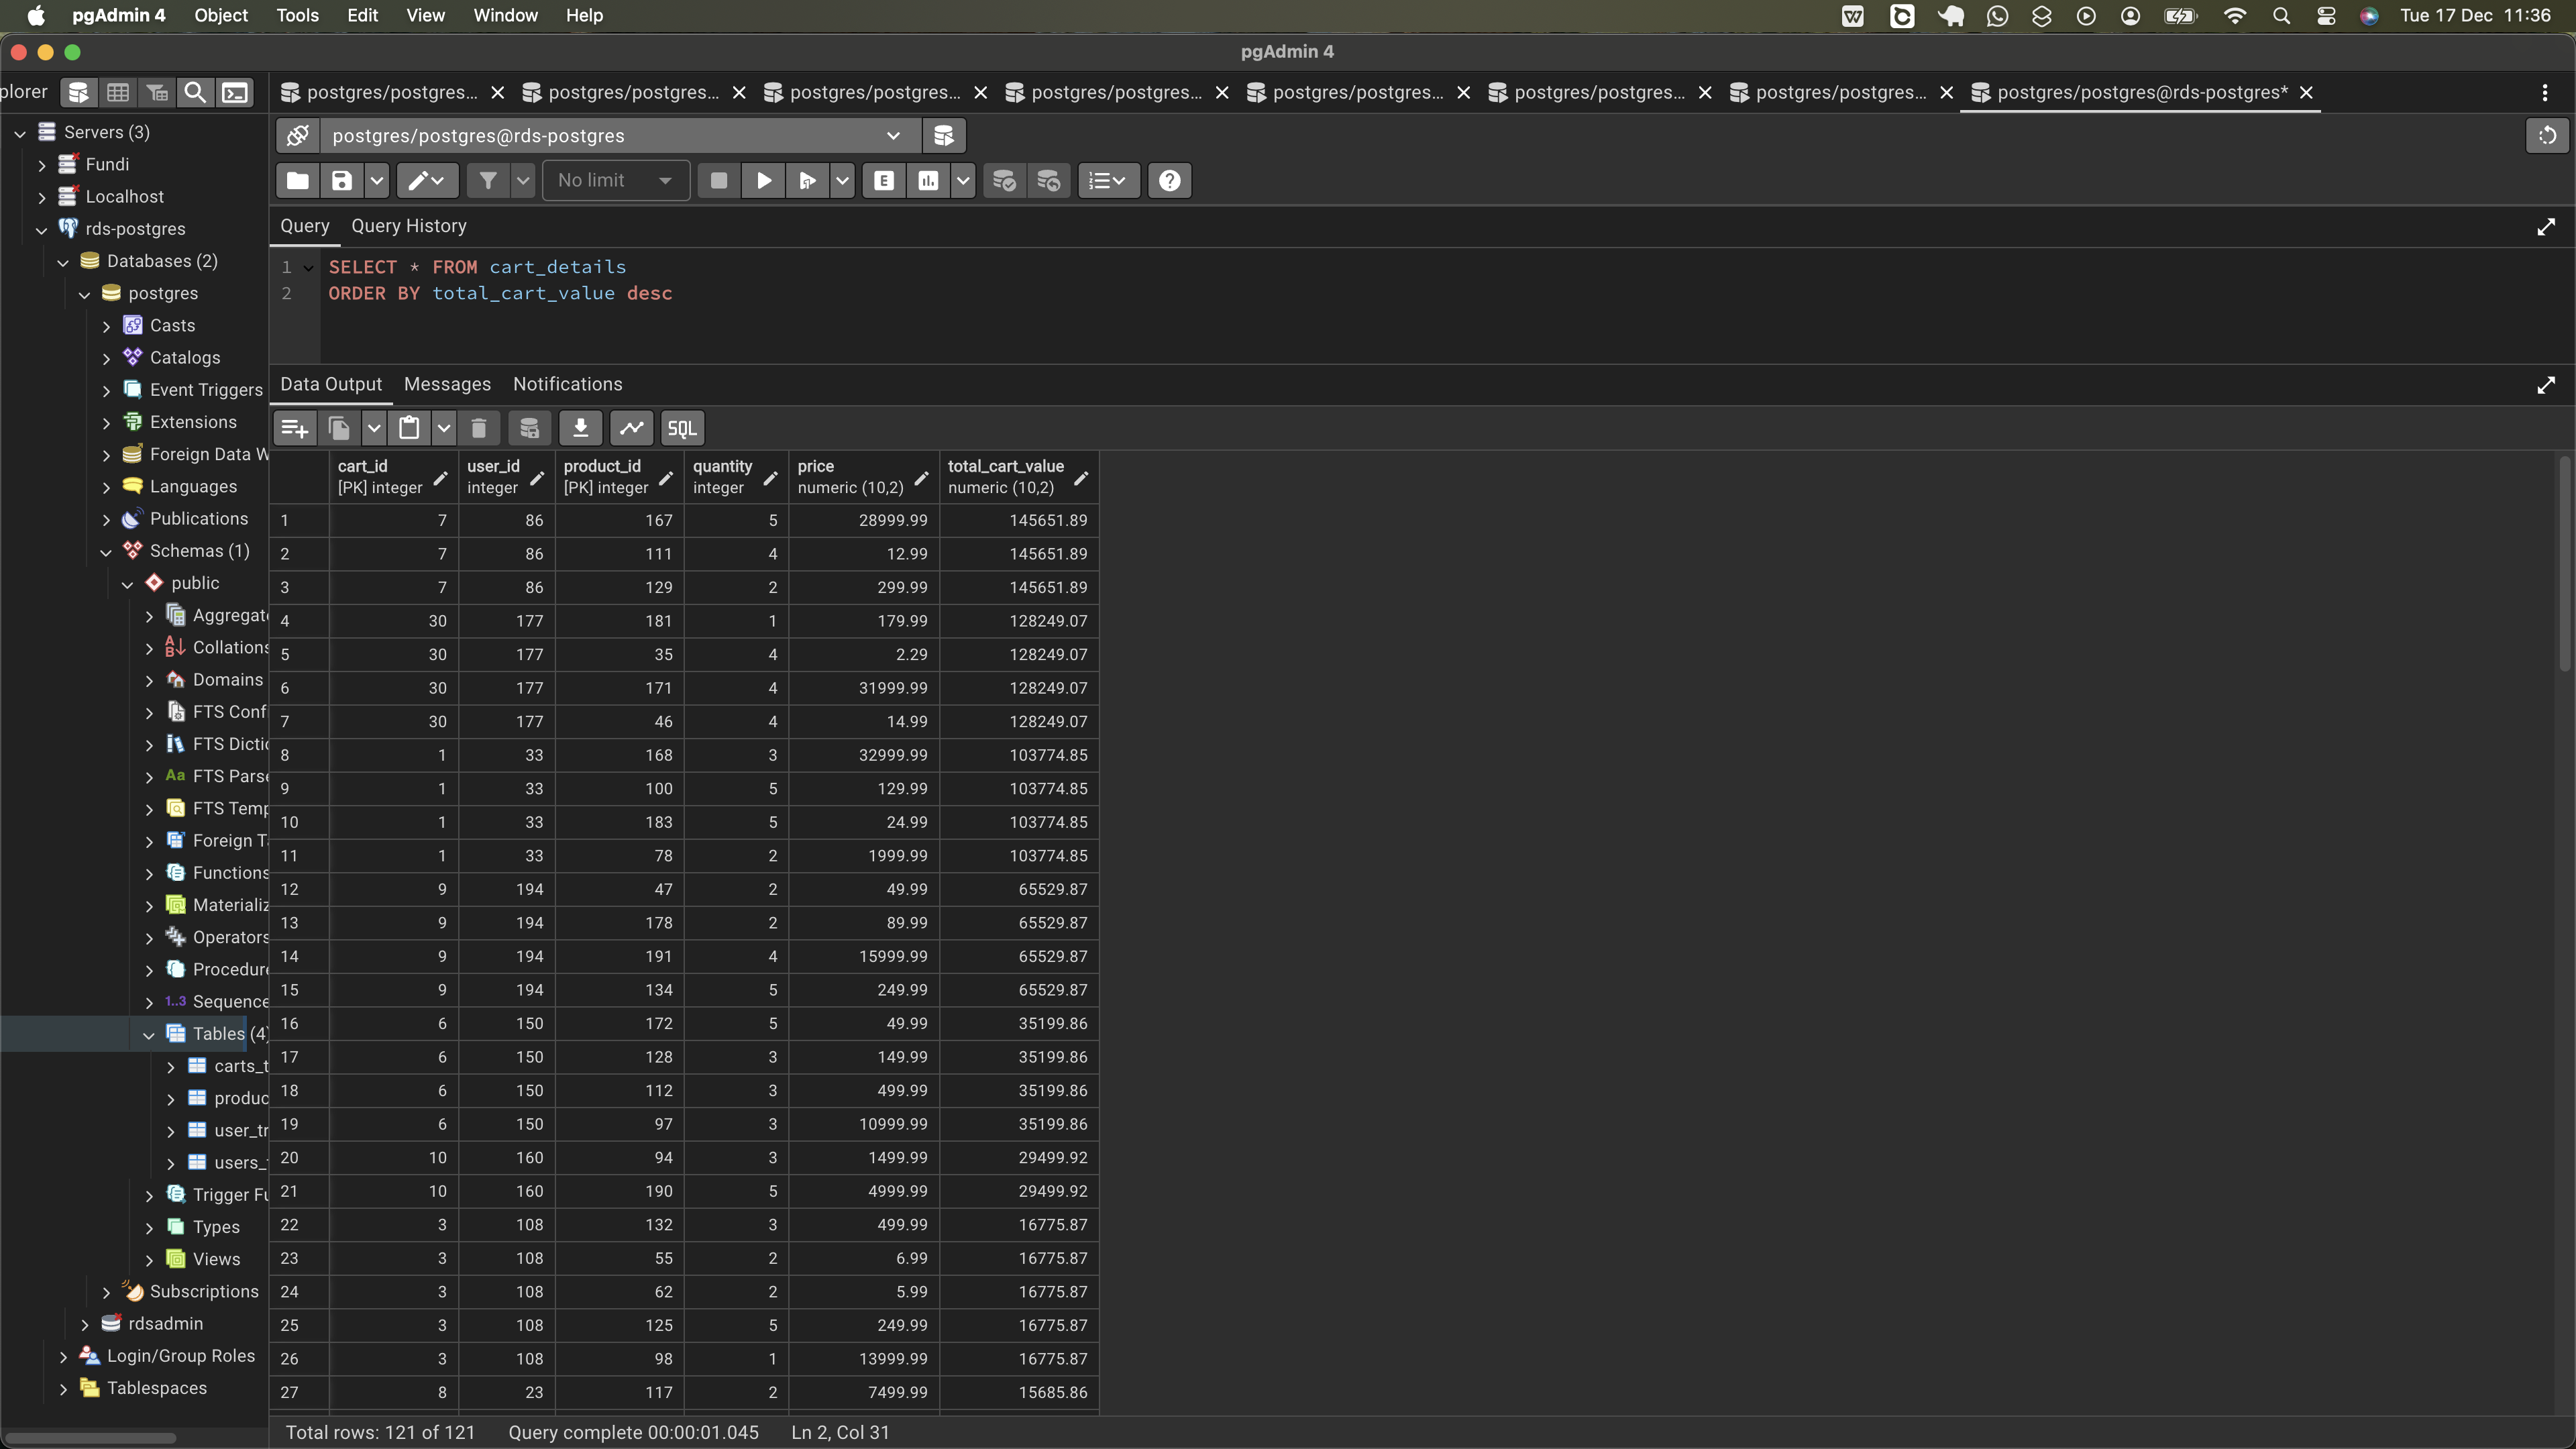 pgAdmin 4 Object Tools Edit View Window Help Tue 17 Dec 11:36
pgAdmin 4
plorer
postgres/postgres... postgres/postgres... postgres/postgres... postgres/postgres... postgres/postgres... postgres/postgres... postgres/postgres... postgres/postgres@rds-postgres*
Servers (3)
Fundi
Localhost
rds-postgres
Databases (2)
postgres
Casts
Catalogs
Event Triggers
Extensions
Foreign Data W
Languages
Publications
Schemas (1)
public
Aggregate
Collations
Domains
FTS Confi
FTS Dictio
FTS Parse
FTS Temp
Foreign Ta
Functions
Materializ
Operators
Procedure
1..3 Sequence
Tables (4)
carts_t
produc
user_tr
users_
Trigger Fu
Types
Views
Subscriptions
rdsadmin
Login/Group Roles
Tablespaces
postgres/postgres@rds-postgres
No limit E
Query Query History
1 SELECT * FROM cart_details
2 ORDER BY total_cart_value desc
Data Output Messages Notifications
SQL
cart_id user_id product_id quantity price total_cart_value
[PK] integer integer [PK] integer integer numeric (10,2) numeric (10,2)
1 7 86 167 5 28999.99 145651.89
2 7 86 111 4 12.99 145651.89
3 7 86 129 2 299.99 145651.89
4 30 177 181 1 179.99 128249.07
5 30 177 35 4 2.29 128249.07
6 30 177 171 4 31999.99 128249.07
7 30 177 46 4 14.99 128249.07
8 1 33 168 3 32999.99 103774.85
9 1 33 100 5 129.99 103774.85
10 1 33 183 5 24.99 103774.85
11 1 33 78 2 1999.99 103774.85
12 9 194 47 2 49.99 65529.87
13 9 194 178 2 89.99 65529.87
14 9 194 191 4 15999.99 65529.87
15 9 194 134 5 249.99 65529.87
16 6 150 172 5 49.99 35199.86
17 6 150 128 3 149.99 35199.86
18 6 150 112 3 499.99 35199.86
19 6 150 97 3 10999.99 35199.86
20 10 160 94 3 1499.99 29499.92
21 10 160 190 5 4999.99 29499.92
22 3 108 132 3 499.99 16775.87
23 3 108 55 2 6.99 16775.87
24 3 108 62 2 5.99 16775.87
25 3 108 125 5 249.99 16775.87
26 3 108 98 1 13999.99 16775.87
27 8 23 117 2 7499.99 15685.86
Total rows: 121 of 121 Query complete 00:00:01.045 Ln 2, Col 31